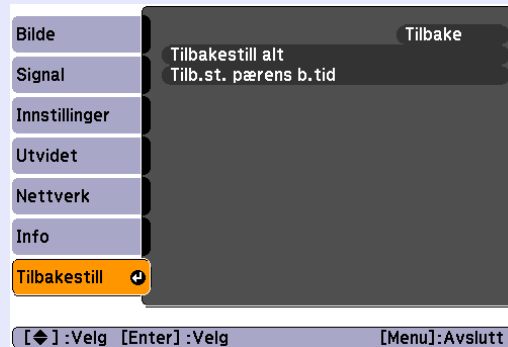 Bilde
Signal
Innstillinger
Utvidet
Nettverk
Info
Tilbakestill
Tilbake
Tilbakestill alt
Tilb.st. pærens b.tid
[◆] :Velg [Enter] :Velg [Menu]:Avslutt